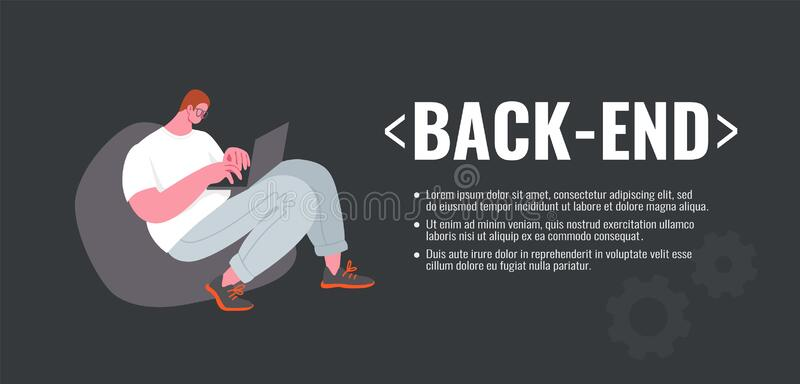 <BACK-END>
• Lorem ipsum dolor sit amet, consectetur adipiscing elit, sed
do eiusmod tempor incididunt ut labore et dolore magna aliqua.
• Ut enim ad minim veniam, quis nostrud exercitation ullamco
laboris nisi ut aliquip ex ea commodo consequat.
• Duis aute irure dolor in reprehenderit in voluptate velit esse
cillum dolore eu fugiat nulla pariatur.
dreamstime.com